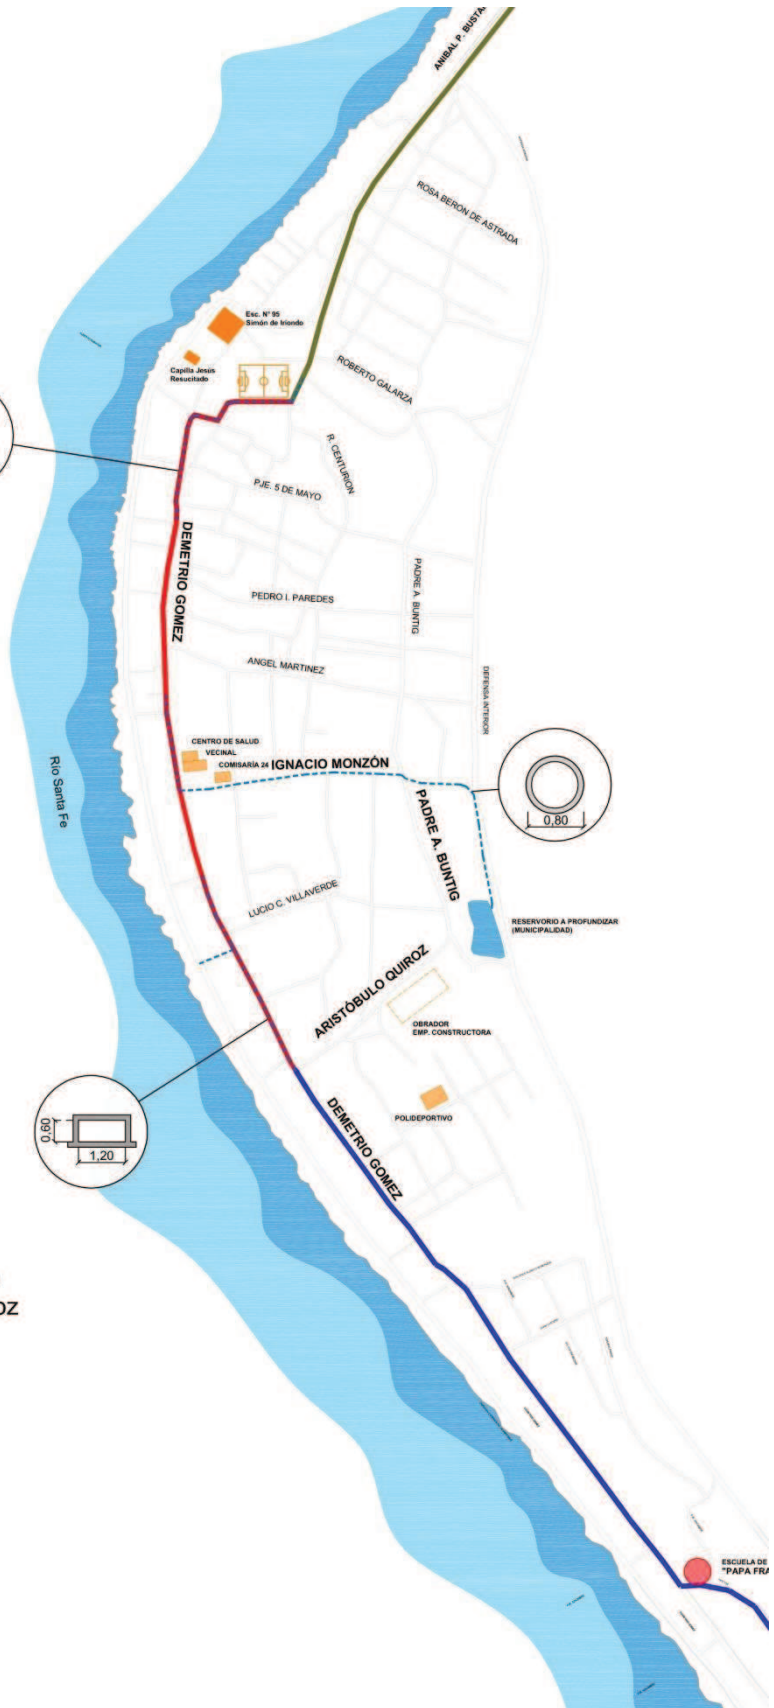 ANIBAL P. BUSTA
ROSA BERON DE ASTRADA
Esc. N° 95
Simón de Iriondo
Capilla Jesús
Resucitado
ROBERTO GALARZA
R. CENTURION
PJE. 5 DE MAYO
DEMETRIO GOMEZ
PADRE A. BUNTIG
PEDRO I. PAREDES
ANGEL MARTINEZ
DEFENSA INTERIOR
CENTRO DE SALUD
VECINAL
COMISARÍA 24
IGNACIO MONZÓN
Río Santa Fe
0,80
PADRE A. BUNTIG
LUCIO C. VILLAVERDE
RESERVORIO A PROFUNDIZAR
(MUNICIPALIDAD)
ARISTÓBULO QUIROZ
OBRADOR
EMP. CONSTRUCTORA
0,60
1,20
POLIDEPORTIVO
DEMETRIO GOMEZ
OZ
ESCUELA DE
"PAPA FRA